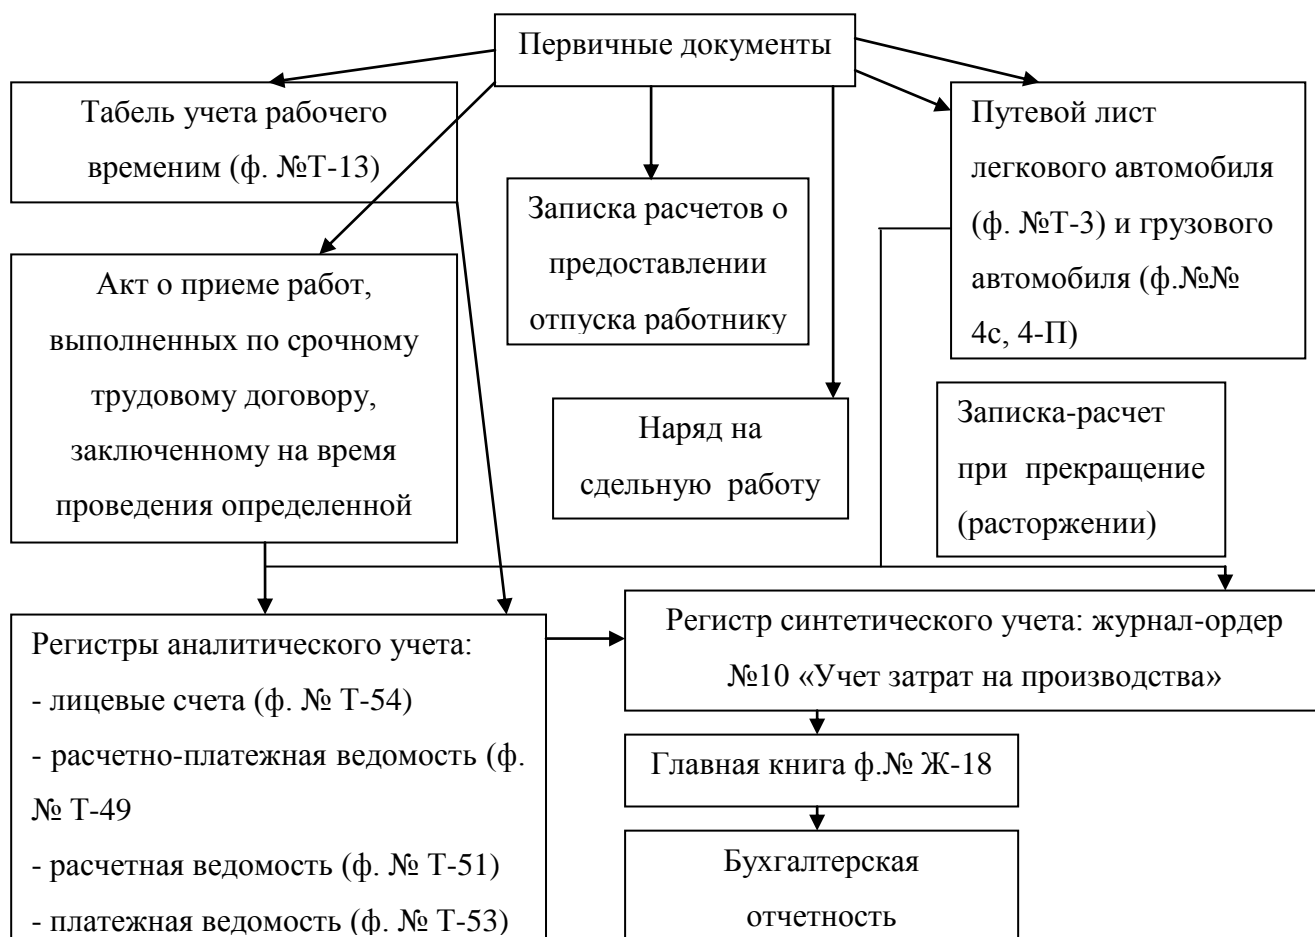 Первичные документы
Табель учета рабочего
временим (ф. №Т-13)
Путевой лист
легкового автомобиля
(ф. №Т-3) и грузового
автомобиля (ф.№№
4с, 4-П)
Записка расчетов о
предоставлении
отпуска работнику
Акт о приеме работ,
выполненных по срочному
трудовому договору,
заключенному на время
проведения определенной
Наряд на
сдельную работу
Записка-расчет
при прекращение
(расторжении)
Регистры аналитического учета:
- лицевые счета (ф. № Т-54)
- расчетно-платежная ведомость (ф.
№ Т-49
- расчетная ведомость (ф. № Т-51)
- платежная ведомость (ф. № Т-53)
Регистр синтетического учета: журнал-ордер
№10 «Учет затрат на производства»
Главная книга ф.№ Ж-18
Бухгалтерская
отчетность